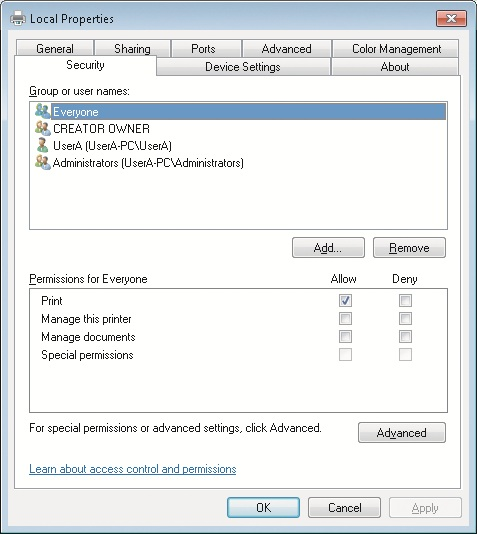 Local Properties
General Sharing Ports Advanced Color Management
Security Device Settings About
Group or user names:
Everyone
CREATOR OWNER
UserA (UserA-PC\UserA)
Administrators (UserA-PC\Administrators)
Add... Remove
Permissions for Everyone Allow Deny
Print
Manage this printer
Manage documents
Special permissions
For special permissions or advanced settings, click Advanced. Advanced
Learn about access control and permissions
OK Cancel Apply